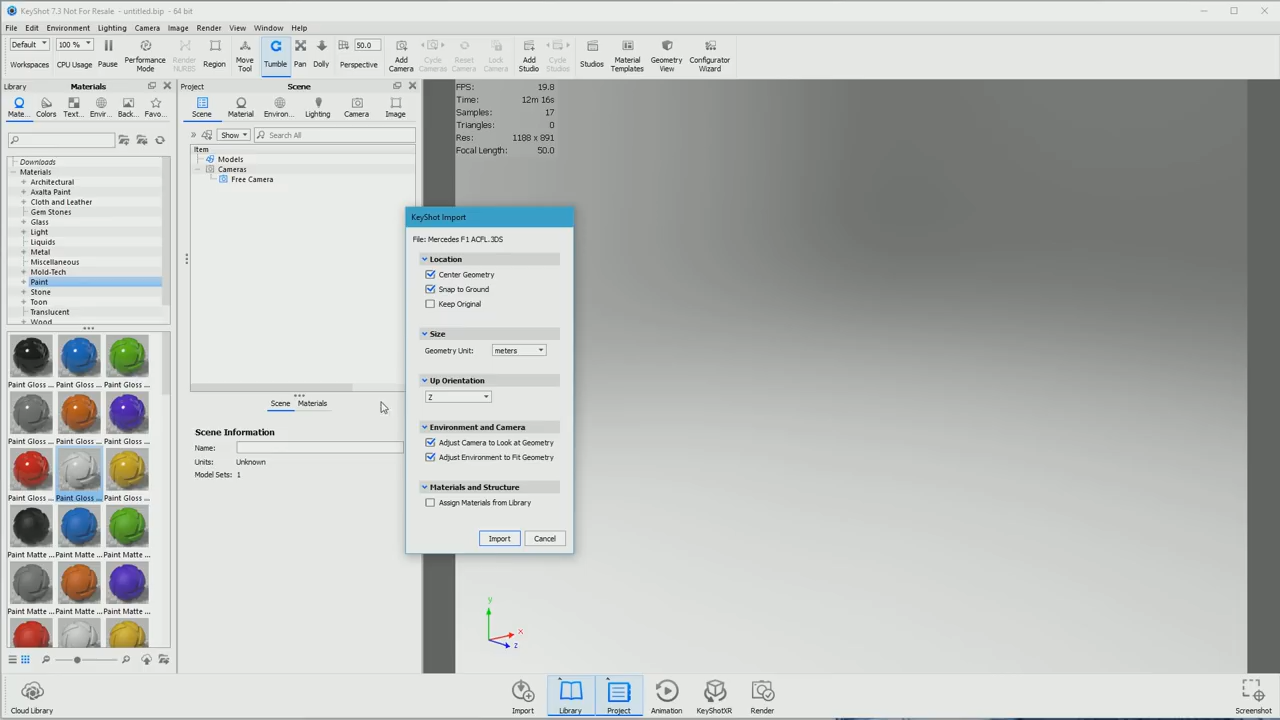 KeyShot 7.3 Not For Resale - untitled.bip - 64 bit
File Edit Environment Lighting Camera Image Render View Window Help
Default 100 % 50.0
Workspaces CPU Usage Pause Performance Mode Render NURBS Region Move Tool Tumble Pan Dolly Perspective Add Camera Cycle Cameras Reset Camera Lock Camera Add Studio Cycle Studios Studios Material Templates Geometry View Configurator Wizard
Library Materials
Mate... Colors Text... Envir... Back... Favo...
Downloads
Materials
Architectural
Axalta Paint
Cloth and Leather
Gem Stones
Glass
Light
Liquids
Metal
Miscellaneous
Mold-Tech
Paint
Stone
Toon
Translucent
Wood
Paint Gloss ... Paint Gloss ... Paint Gloss ...
Paint Gloss ... Paint Gloss ... Paint Gloss ...
Paint Gloss ... Paint Gloss ... Paint Gloss ...
Paint Matte ... Paint Matte ... Paint Matte ...
Paint Matte ... Paint Matte ... Paint Matte ...
Project Scene
Scene Material Environ... Lighting Camera Image
» Show Search All
Item
Models
Cameras
Free Camera
Scene Materials
Scene Information
Name:
Units: Unknown
Model Sets: 1
FPS: 19.8
Time: 12m 16s
Samples: 17
Triangles: 0
Res: 1188 x 891
Focal Length: 50.0
KeyShot Import
File: Mercedes F1 ACFL.3DS
Location
Center Geometry
Snap to Ground
Keep Original
Size
Geometry Unit: meters
Up Orientation
Z
Environment and Camera
Adjust Camera to Look at Geometry
Adjust Environment to Fit Geometry
Materials and Structure
Assign Materials from Library
Import Cancel
y
x
z
Cloud Library Import Library Project Animation KeyShotXR Render Screenshot